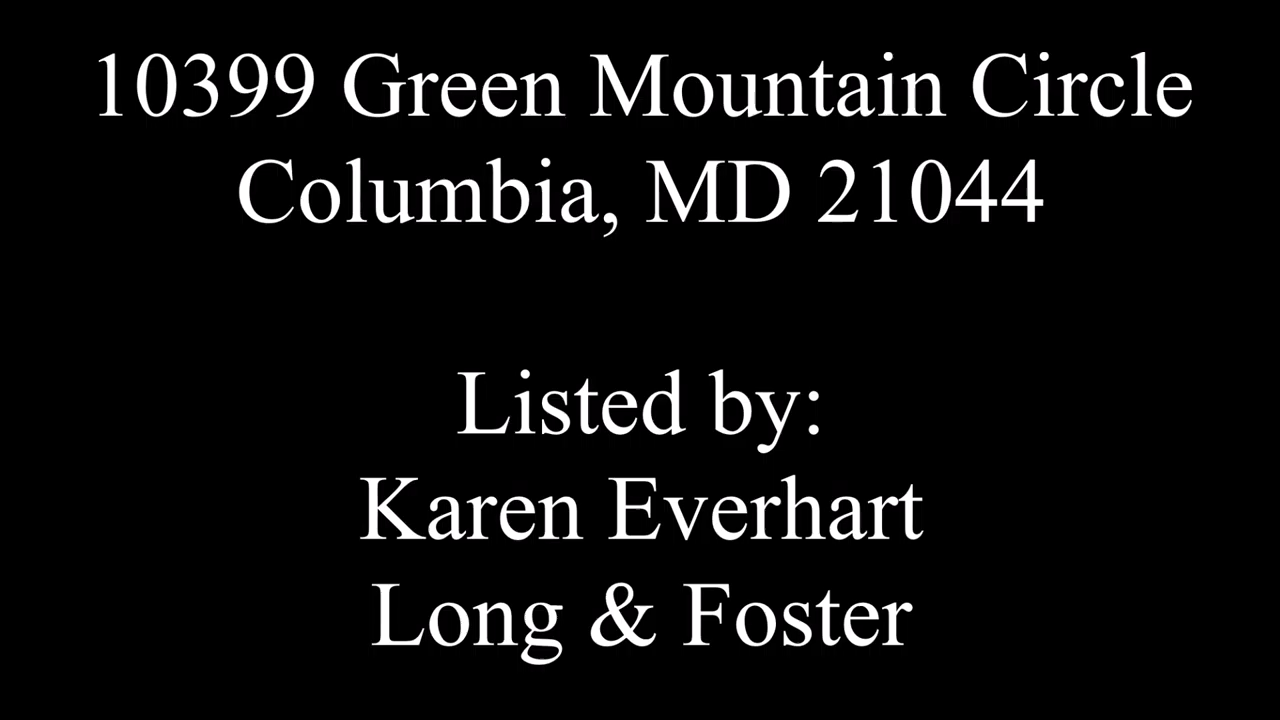 10399 Green Mountain Circle
Columbia, MD 21044
Listed by:
Karen Everhart
Long & Foster